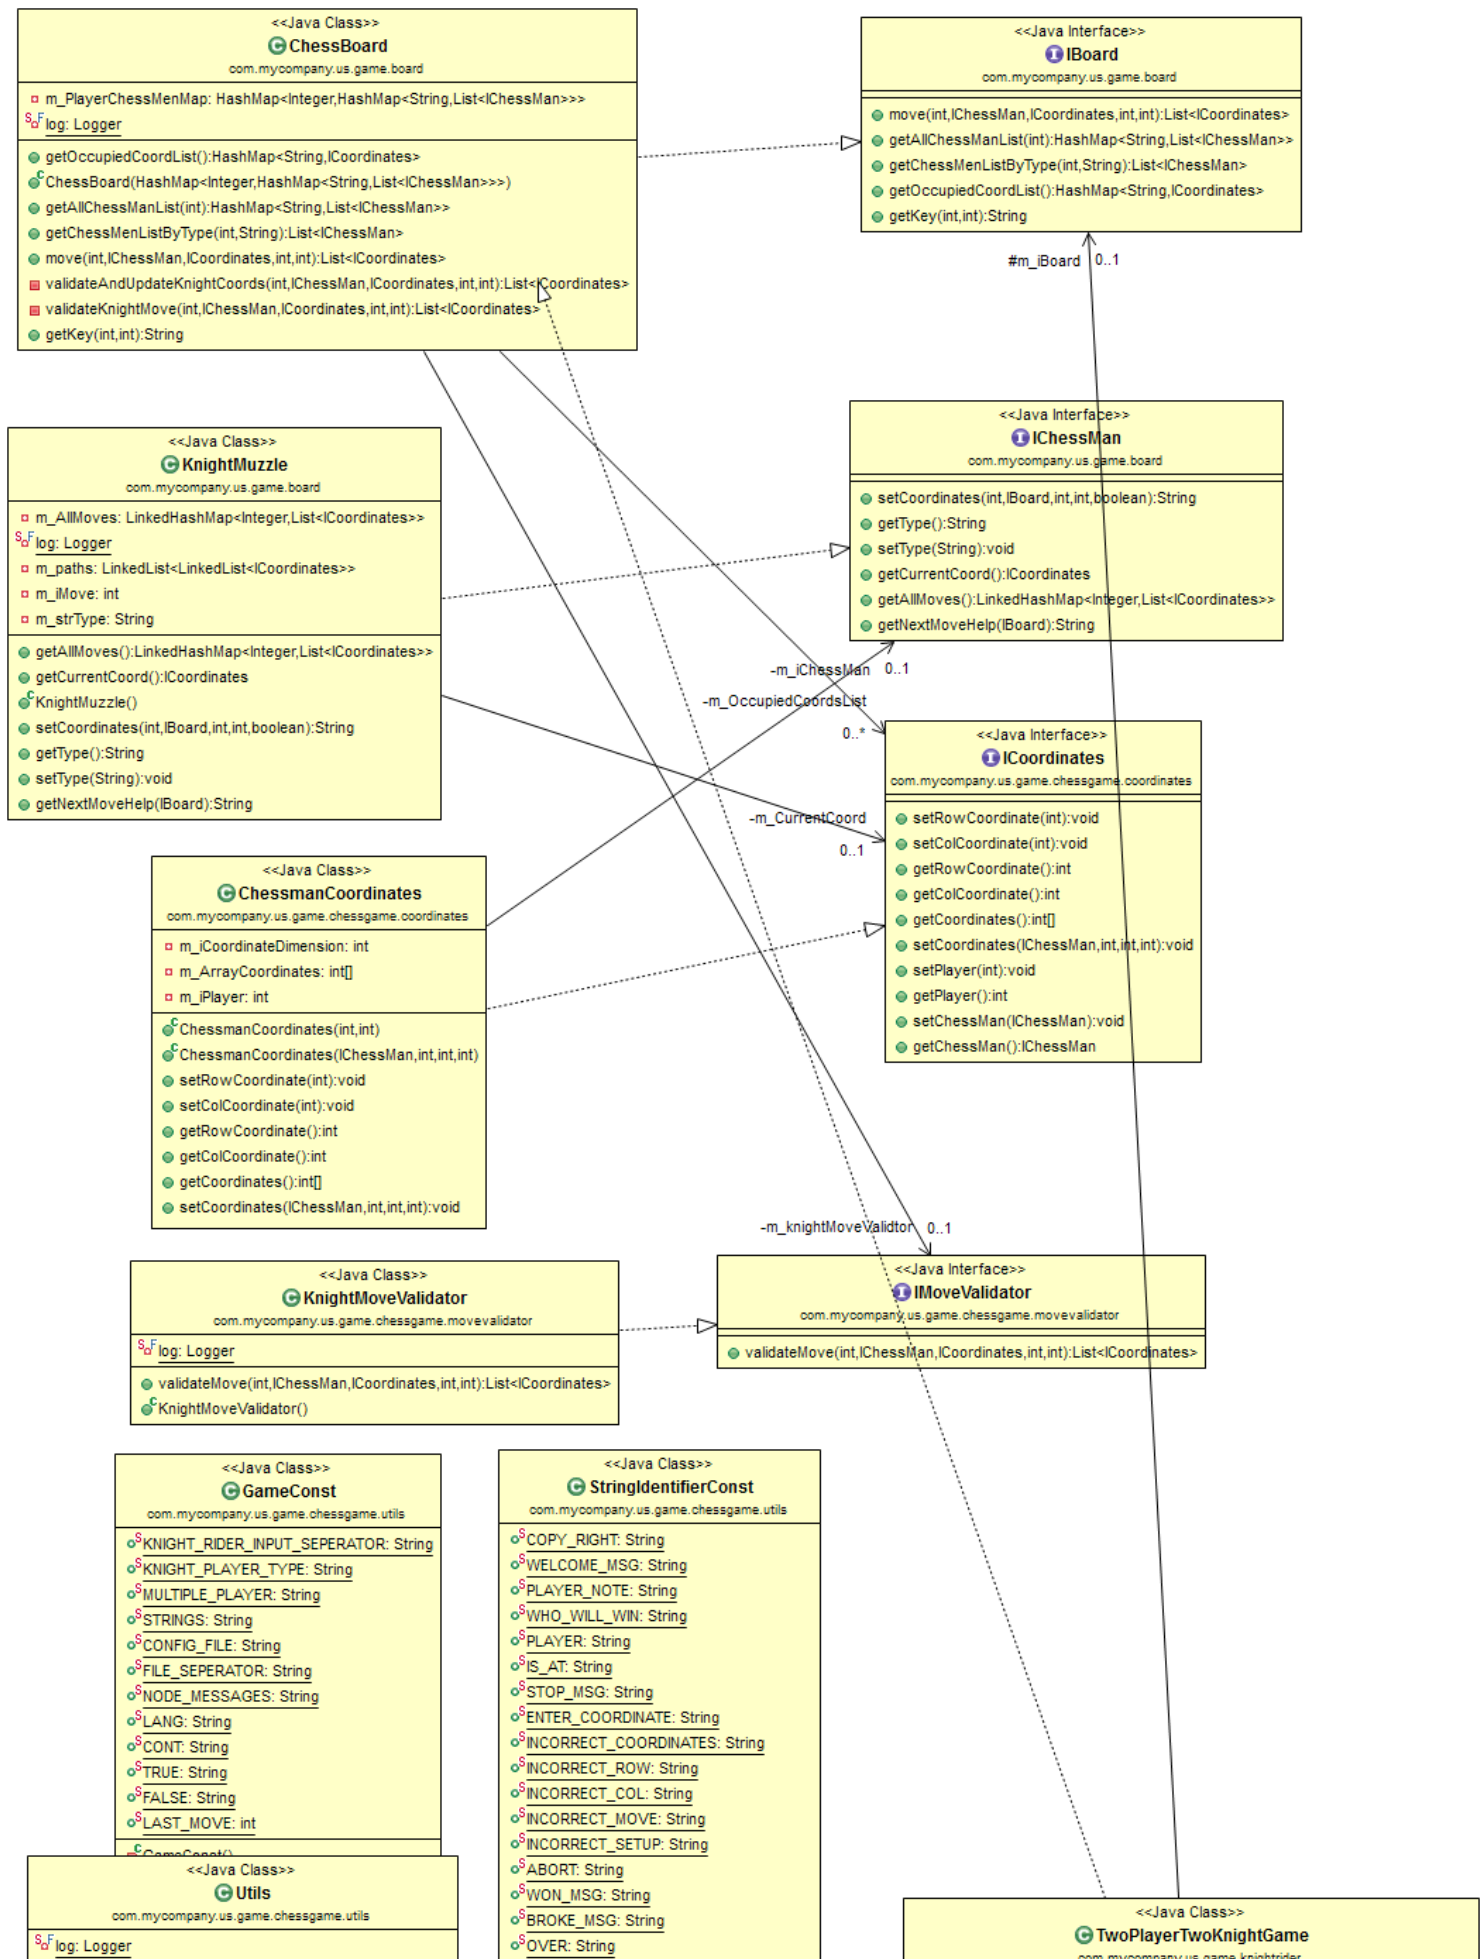 <<Java Class>>
ChessBoard
com.mycompany.us.game.board
m_PlayerChessMenMap: HashMap<Integer,HashMap<String,List<IChessMan>>>
log: Logger
getOccupiedCoordList():HashMap<String,ICoordinates>
ChessBoard(HashMap<Integer,HashMap<String,List<IChessMan>>>)
getAllChessManList(int):HashMap<String,List<IChessMan>>
getChessMenListByType(int,String):List<IChessMan>
move(int,IChessMan,ICoordinates,int,int):List<ICoordinates>
validateAndUpdateKnightCoords(int,IChessMan,ICoordinates,int,int):List<ICoordinates>
validateKnightMove(int,IChessMan,ICoordinates,int,int):List<ICoordinates>
getKey(int,int):String
<<Java Interface>>
IBoard
com.mycompany.us.game.board
move(int,IChessMan,ICoordinates,int,int):List<ICoordinates>
getAllChessManList(int):HashMap<String,List<IChessMan>>
getChessMenListByType(int,String):List<IChessMan>
getOccupiedCoordList():HashMap<String,ICoordinates>
getKey(int,int):String
#m_iBoard 0..1
<<Java Class>>
KnightMuzzle
com.mycompany.us.game.board
m_AllMoves: LinkedHashMap<Integer,List<ICoordinates>>
log: Logger
m_paths: LinkedList<LinkedList<ICoordinates>>
m_iMove: int
m_strType: String
getAllMoves():LinkedHashMap<Integer,List<ICoordinates>>
getCurrentCoord():ICoordinates
KnightMuzzle()
setCoordinates(int,IBoard,int,int,boolean):String
getType():String
setType(String):void
getNextMoveHelp(IBoard):String
<<Java Interface>>
IChessMan
com.mycompany.us.game.board
setCoordinates(int,IBoard,int,int,boolean):String
getType():String
setType(String):void
getCurrentCoord():ICoordinates
getAllMoves():LinkedHashMap<Integer,List<ICoordinates>>
getNextMoveHelp(IBoard):String
-m_iChessMan 0..1
-m_OccupiedCoordsList
0..*
-m_CurrentCoord
0..1
<<Java Interface>>
ICoordinates
com.mycompany.us.game.chessgame.coordinates
setRowCoordinate(int):void
setColCoordinate(int):void
getRowCoordinate():int
getColCoordinate():int
getCoordinates():int[]
setCoordinates(IChessMan,int,int,int):void
setPlayer(int):void
getPlayer():int
setChessMan(IChessMan):void
getChessMan():IChessMan
<<Java Class>>
ChessmanCoordinates
com.mycompany.us.game.chessgame.coordinates
m_iCoordinateDimension: int
m_ArrayCoordinates: int[]
m_iPlayer: int
ChessmanCoordinates(int,int)
ChessmanCoordinates(IChessMan,int,int,int)
setRowCoordinate(int):void
setColCoordinate(int):void
getRowCoordinate():int
getColCoordinate():int
getCoordinates():int[]
setCoordinates(IChessMan,int,int,int):void
-m_knightMoveValidtor 0..1
<<Java Class>>
KnightMoveValidator
com.mycompany.us.game.chessgame.movevalidator
log: Logger
validateMove(int,IChessMan,ICoordinates,int,int):List<ICoordinates>
KnightMoveValidator()
<<Java Interface>>
IMoveValidator
com.mycompany.us.game.chessgame.movevalidator
validateMove(int,IChessMan,ICoordinates,int,int):List<ICoordinates>
<<Java Class>>
GameConst
com.mycompany.us.game.chessgame.utils
KNIGHT_RIDER_INPUT_SEPERATOR: String
KNIGHT_PLAYER_TYPE: String
MULTIPLE_PLAYER: String
STRINGS: String
CONFIG_FILE: String
FILE_SEPERATOR: String
NODE_MESSAGES: String
LANG: String
CONT: String
TRUE: String
FALSE: String
LAST_MOVE: int
GameConst()
<<Java Class>>
StringIdentifierConst
com.mycompany.us.game.chessgame.utils
COPY_RIGHT: String
WELCOME_MSG: String
PLAYER_NOTE: String
WHO_WILL_WIN: String
PLAYER: String
IS_AT: String
STOP_MSG: String
ENTER_COORDINATE: String
INCORRECT_COORDINATES: String
INCORRECT_ROW: String
INCORRECT_COL: String
INCORRECT_MOVE: String
INCORRECT_SETUP: String
ABORT: String
WON_MSG: String
BROKE_MSG: String
OVER: String
<<Java Class>>
Utils
com.mycompany.us.game.chessgame.utils
log: Logger
<<Java Class>>
TwoPlayerTwoKnightGame
com.mycompany.us.game.knightrider